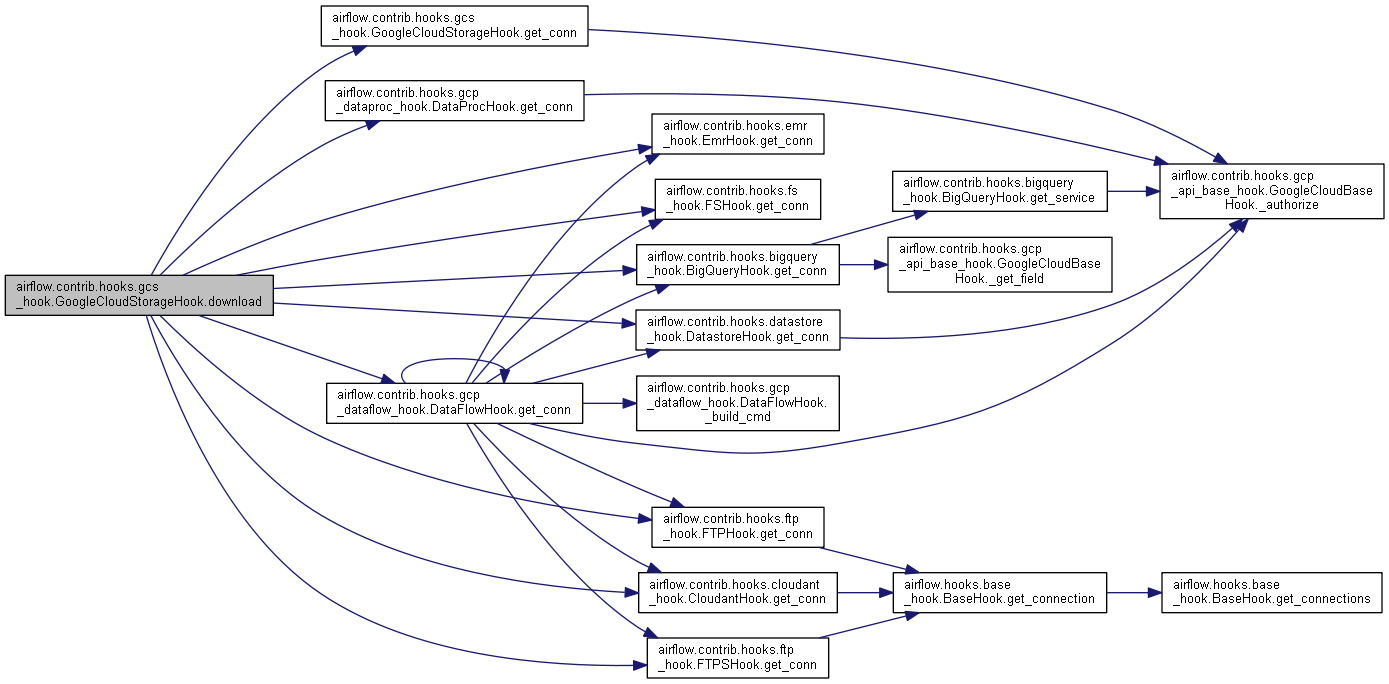 airflow.contrib.hooks.gcs
_hook.GoogleCloudStorageHook.get_conn
airflow.contrib.hooks.gcp
_dataproc_hook.DataProcHook.get_conn
airflow.contrib.hooks.emr
_hook.EmrHook.get_conn
airflow.contrib.hooks.fs
_hook.FSHook.get_conn
airflow.contrib.hooks.bigquery
_hook.BigQueryHook.get_service
airflow.contrib.hooks.gcp
_api_base_hook.GoogleCloudBase
Hook._authorize
airflow.contrib.hooks.bigquery
_hook.BigQueryHook.get_conn
airflow.contrib.hooks.gcp
_api_base_hook.GoogleCloudBase
Hook._get_field
airflow.contrib.hooks.gcs
_hook.GoogleCloudStorageHook.download
airflow.contrib.hooks.datastore
_hook.DatastoreHook.get_conn
airflow.contrib.hooks.gcp
_dataflow_hook.DataFlowHook.get_conn
airflow.contrib.hooks.gcp
_dataflow_hook.DataFlowHook.
_build_cmd
airflow.contrib.hooks.ftp
_hook.FTPHook.get_conn
airflow.contrib.hooks.cloudant
_hook.CloudantHook.get_conn
airflow.hooks.base
_hook.BaseHook.get_connection
airflow.hooks.base
_hook.BaseHook.get_connections
airflow.contrib.hooks.ftp
_hook.FTPSHook.get_conn